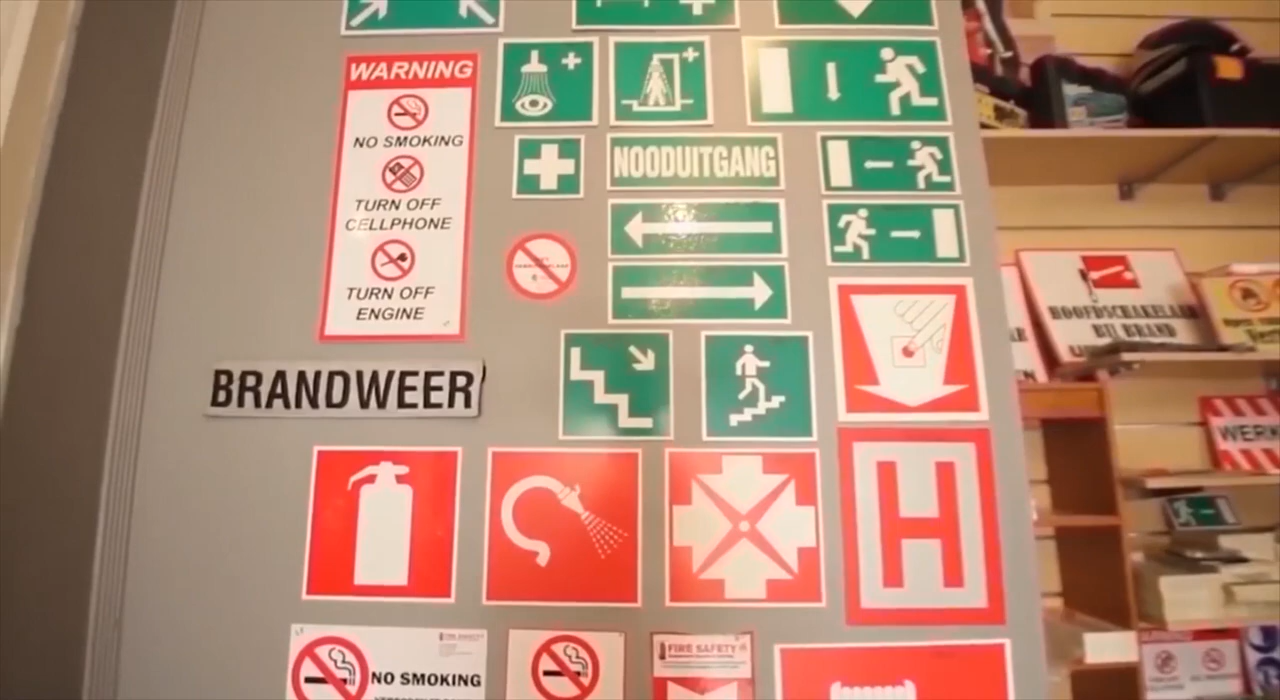 WARNING
NO SMOKING
TURN OFF
CELLPHONE
TURN OFF
ENGINE
NOODUITGANG
BRANDWEER
H
HOOFDSCHAKELAAR
BIJ BRAND
WERK
NO SMOKING
FIRE SAFETY